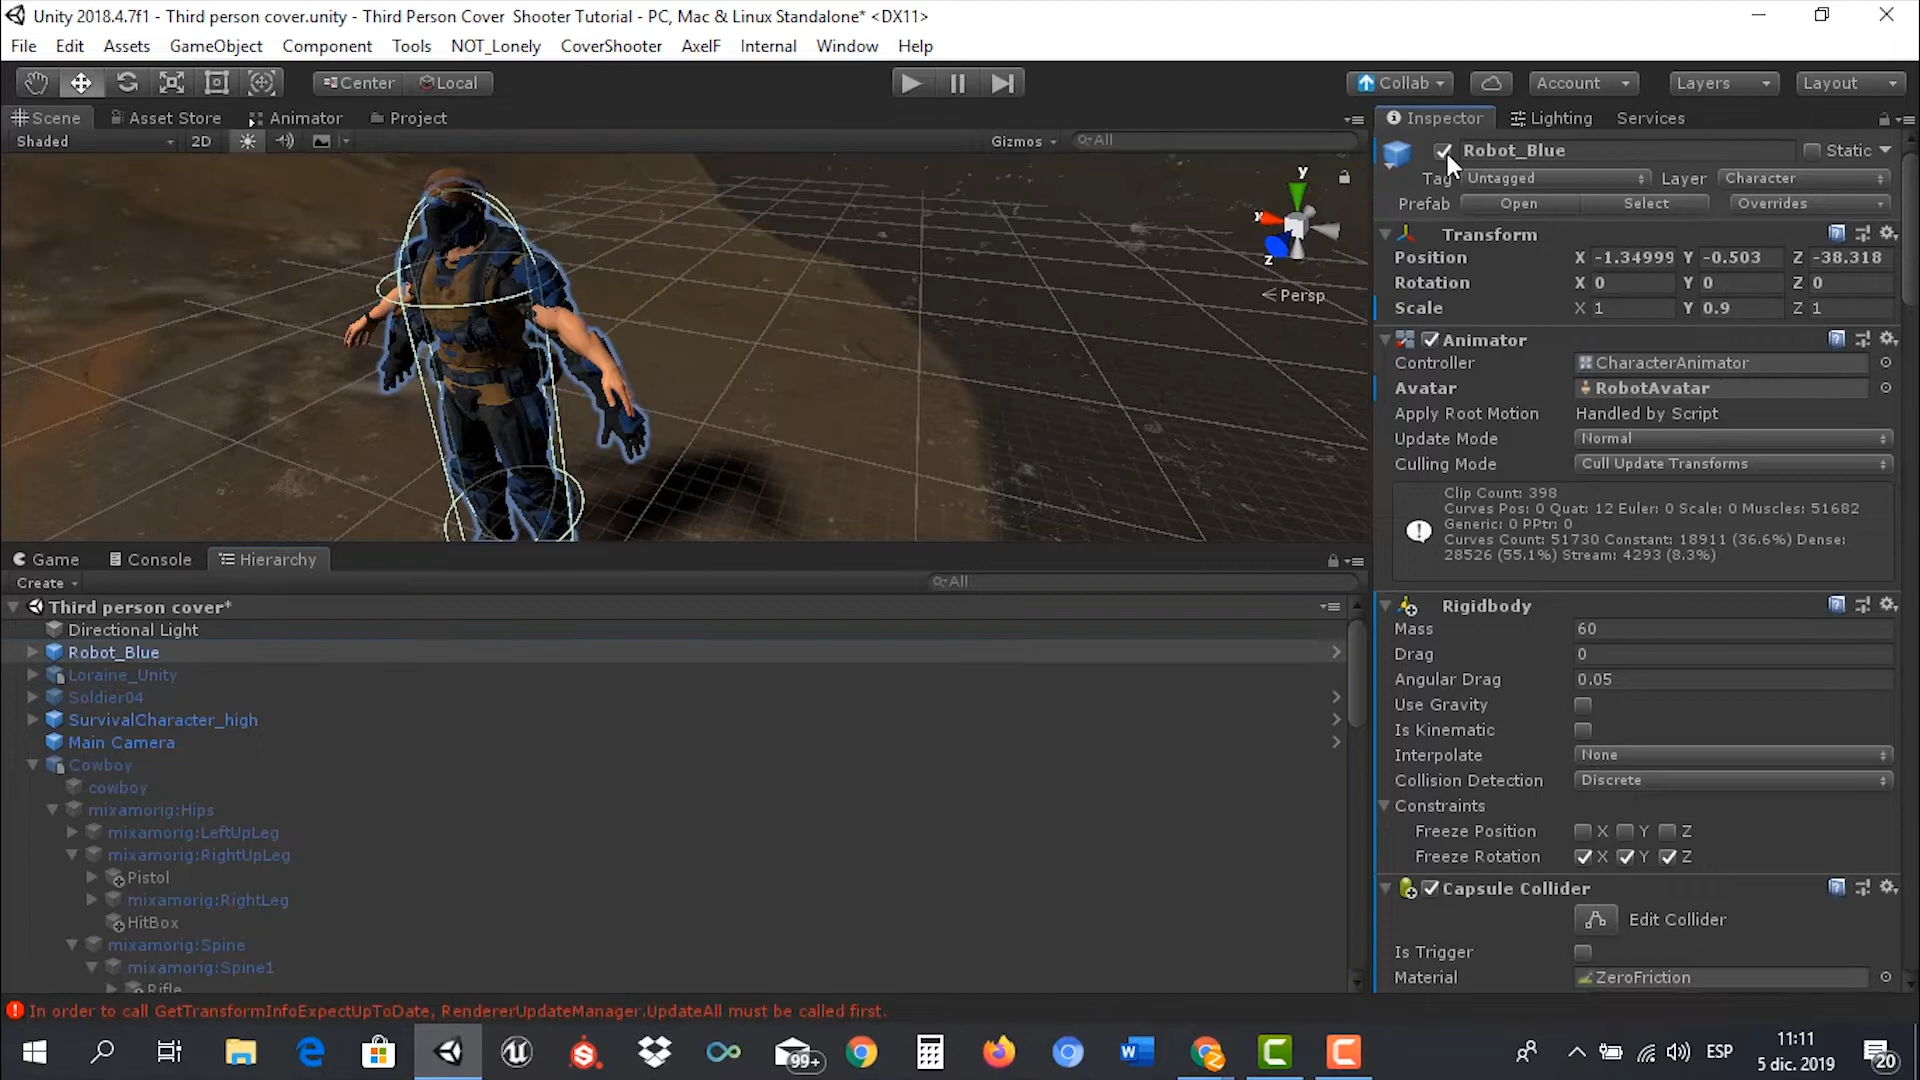 Unity 2018.4.7f1 - Third person cover.unity - Third Person Cover  Shooter Tutorial - PC, Mac & Linux Standalone* <DX11>
File Edit Assets GameObject Component Tools NOT_Lonely CoverShooter AxelF Internal Window Help
Center Local Collab Account Layers Layout
Scene Asset Store Animator Project Inspector Lighting Services
Shaded 2D Gizmos All
Robot_Blue Static
Tag Untagged Layer Character
Prefab Open Select Overrides
Transform
Position X -1.34999 Y -0.503 Z -38.318
Rotation X 0 Y 0 Z 0
Scale X 1 Y 0.9 Z 1
y
x
z
Persp
Animator
Controller CharacterAnimator
Avatar RobotAvatar
Apply Root Motion Handled by Script
Update Mode Normal
Culling Mode Cull Update Transforms
Clip Count: 398
Curves Pos: 0 Quat: 12 Euler: 0 Scale: 0 Muscles: 51682
Generic: 0 PPtr: 0
Curves Count: 51730 Constant: 18911 (36.6%) Dense:
28526 (55.1%) Stream: 4293 (8.3%)
Rigidbody
Mass 60
Drag 0
Angular Drag 0.05
Use Gravity
Is Kinematic
Interpolate None
Collision Detection Discrete
Constraints
Freeze Position X Y Z
Freeze Rotation X Y Z
Capsule Collider
Edit Collider
Is Trigger
Material ZeroFriction
Game Console Hierarchy
Create All
Third person cover*
Directional Light
Robot_Blue
Loraine_Unity
Soldier04
SurvivalCharacter_high
Main Camera
Cowboy
cowboy
mixamorig:Hips
mixamorig:LeftUpLeg
mixamorig:RightUpLeg
Pistol
mixamorig:RightLeg
HitBox
mixamorig:Spine
mixamorig:Spine1
Rifle
In order to call GetTransformInfoExpectUpToDate, RendererUpdateManager.UpdateAll must be called first.
99+
ESP
11:11
5 dic. 2019
20